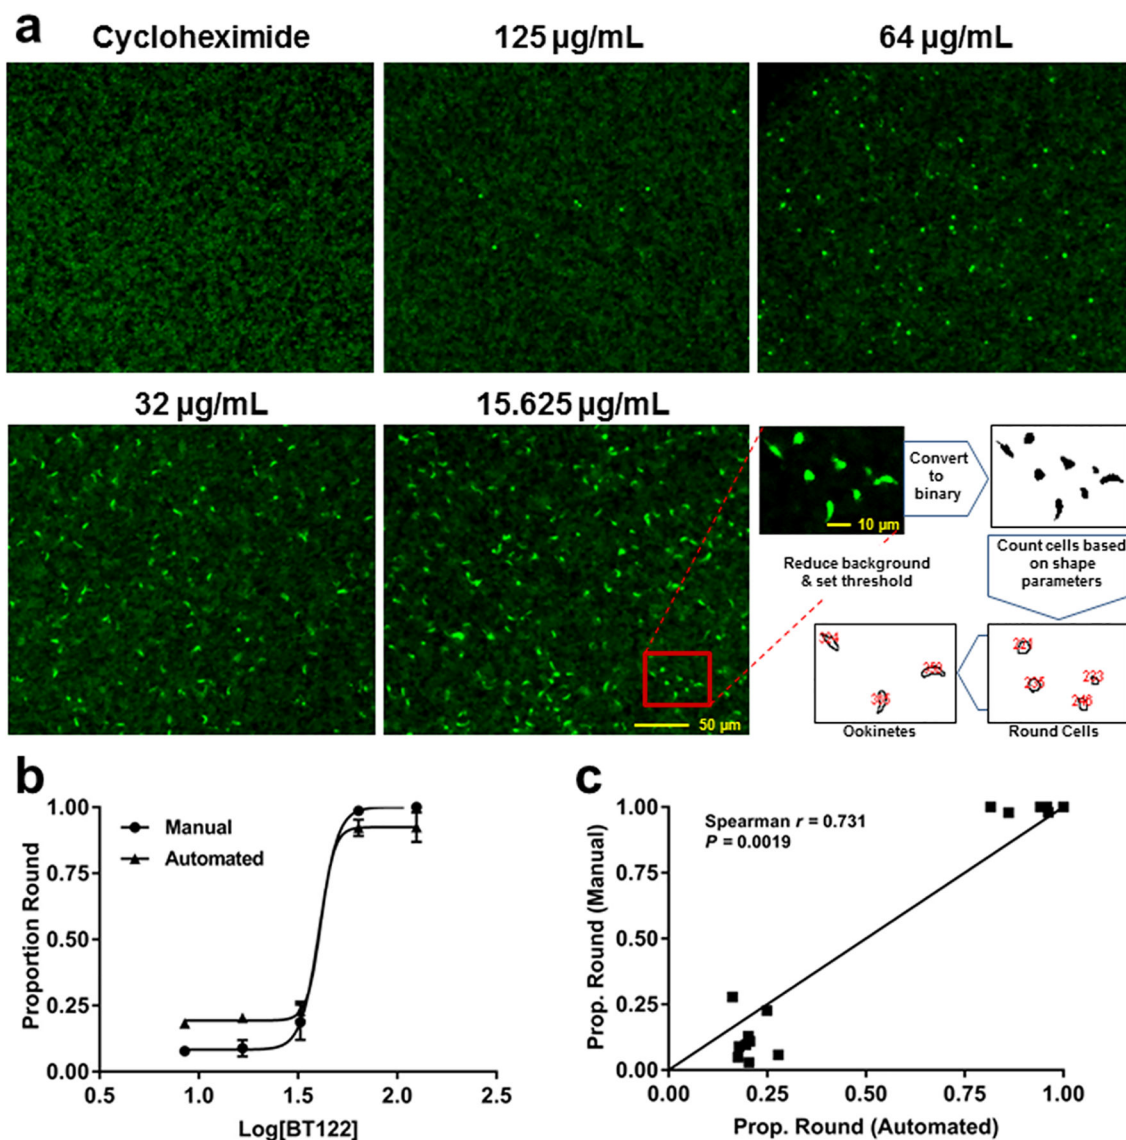 a
Cycloheximide
125 µg/mL
64 µg/mL
32 µg/mL
15.625 µg/mL
50 µm
10 µm
Convert
to
binary
Reduce background
& set threshold
Count cells based
on shape
parameters
253
235
233
Ookinetes
Round Cells
b
1.00
0.75
0.50
0.25
0.00
Proportion Round
Manual
Automated
0.5
1.0
1.5
2.0
2.5
Log[BT122]
c
Spearman r = 0.731
P = 0.0019
1.00
0.75
0.50
0.25
0.00
Prop. Round (Manual)
0.00
0.25
0.50
0.75
1.00
Prop. Round (Automated)